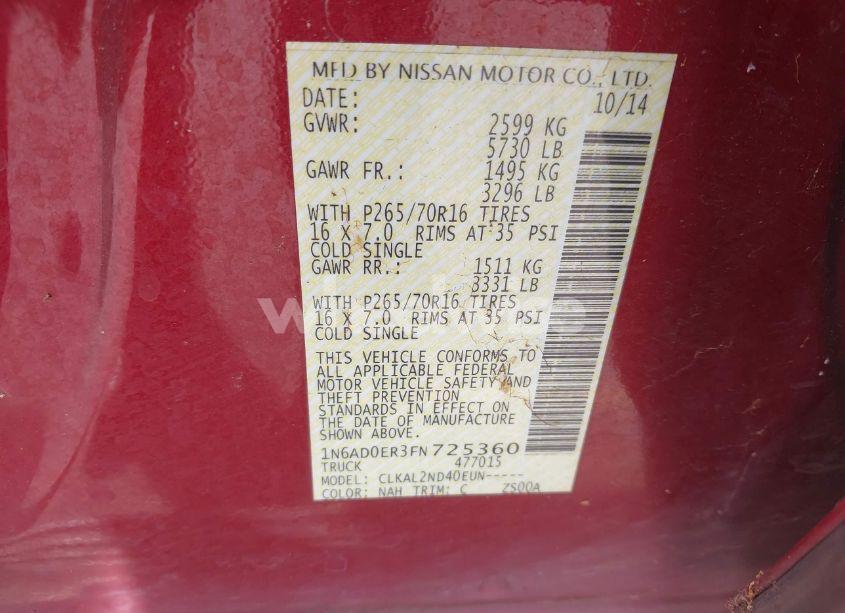 MFD BY NISSAN MOTOR CO., LTD.
DATE: 10/14
GVWR: 2599 KG
5730 LB
GAWR FR.: 1495 KG
3296 LB
WITH P265/70R16 TIRES
16 X 7.0 RIMS AT 35 PSI
COLD SINGLE
GAWR RR.: 1511 KG
3331 LB
WITH P265/70R16 TIRES
16 X 7.0 RIMS AT 35 PSI
COLD SINGLE
THIS VEHICLE CONFORMS TO
ALL APPLICABLE FEDERAL
MOTOR VEHICLE SAFETY AND
THEFT PREVENTION
STANDARDS IN EFFECT ON
THE DATE OF MANUFACTURE
SHOWN ABOVE.
1N6AD0ER3FN725360
TRUCK 477015
MODEL: CLKAL2ND40EUN-----
COLOR: NAH TRIM: C ZS00A